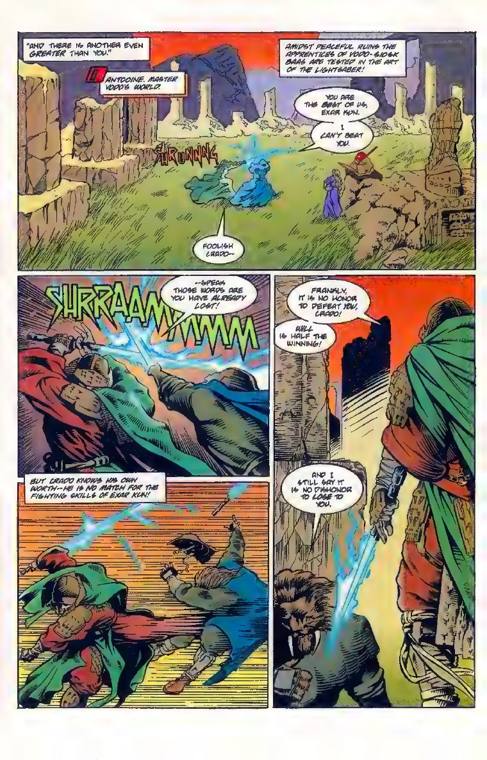 "AND THERE IS ANOTHER EVEN
GREATER THAN YOU."
DANTOOINE. MASTER
VODO'S WORLD.
AMIDST PEACEFUL RUINS THE
APPRENTICES OF VODO-SIOSK
BAAS ARE TESTED IN THE ART
OF THE LIGHTSABER!
YOU ARE
THE BEST OF US,
EXAR KUN.
I
CAN'T BEAT
YOU.
FOOLISH
CRADO--
--SPEAK
THOSE WORDS ARE
YOU HAVE ALREADY
LOST!
FRANKLY,
IT IS NO HONOR
TO DEFEAT YOU,
CRADO!
WILL
IS HALF THE
WINNING!
BUT CRADO KNOWS HIS OWN
WORTH--HE IS NO MATCH FOR THE
FIGHTING SKILLS OF EXAR KUN!
AND I
STILL SAY IT
IS NO DISHONOR
TO LOSE TO
YOU.